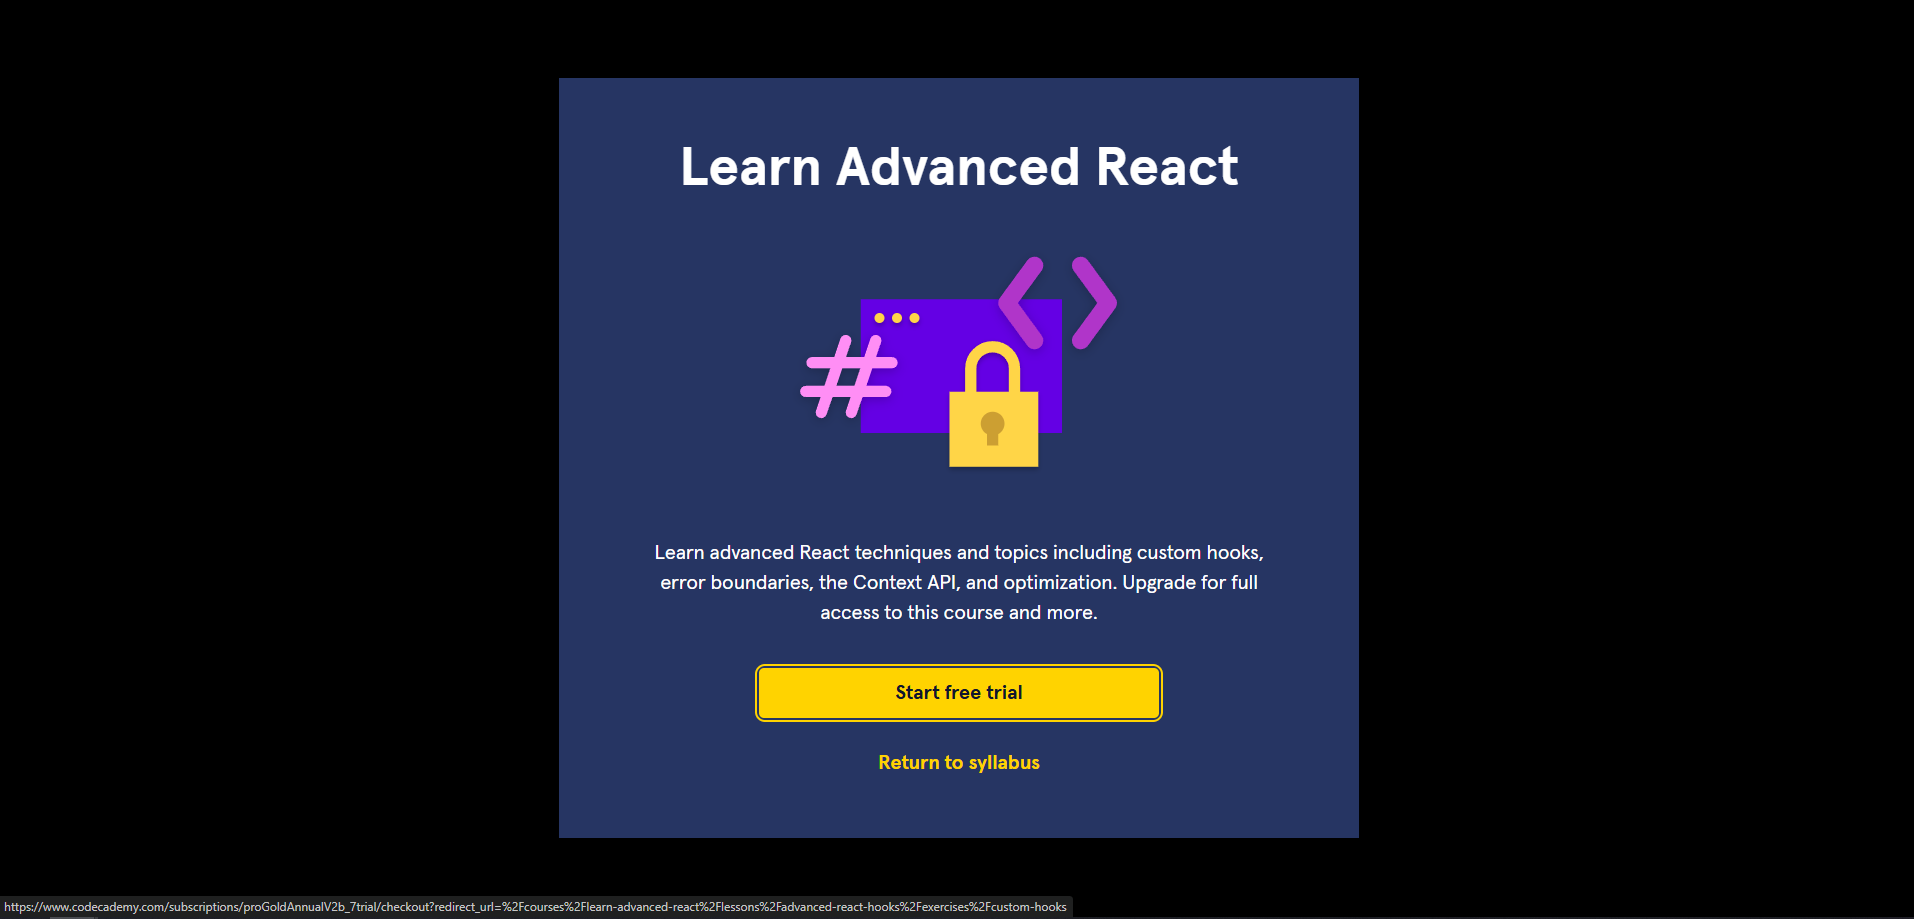 Learn Advanced React
Learn advanced React techniques and topics including custom hooks,
error boundaries, the Context API, and optimization. Upgrade for full
access to this course and more.
Start free trial
Return to syllabus
https://www.codecademy.com/subscriptions/proGoldAnnualV2b_7trial/checkout?redirect_url=%2Fcourses%2Flearn-advanced-react%2Flessons%2Fadvanced-react-hooks%2Fexercises%2Fcustom-hooks